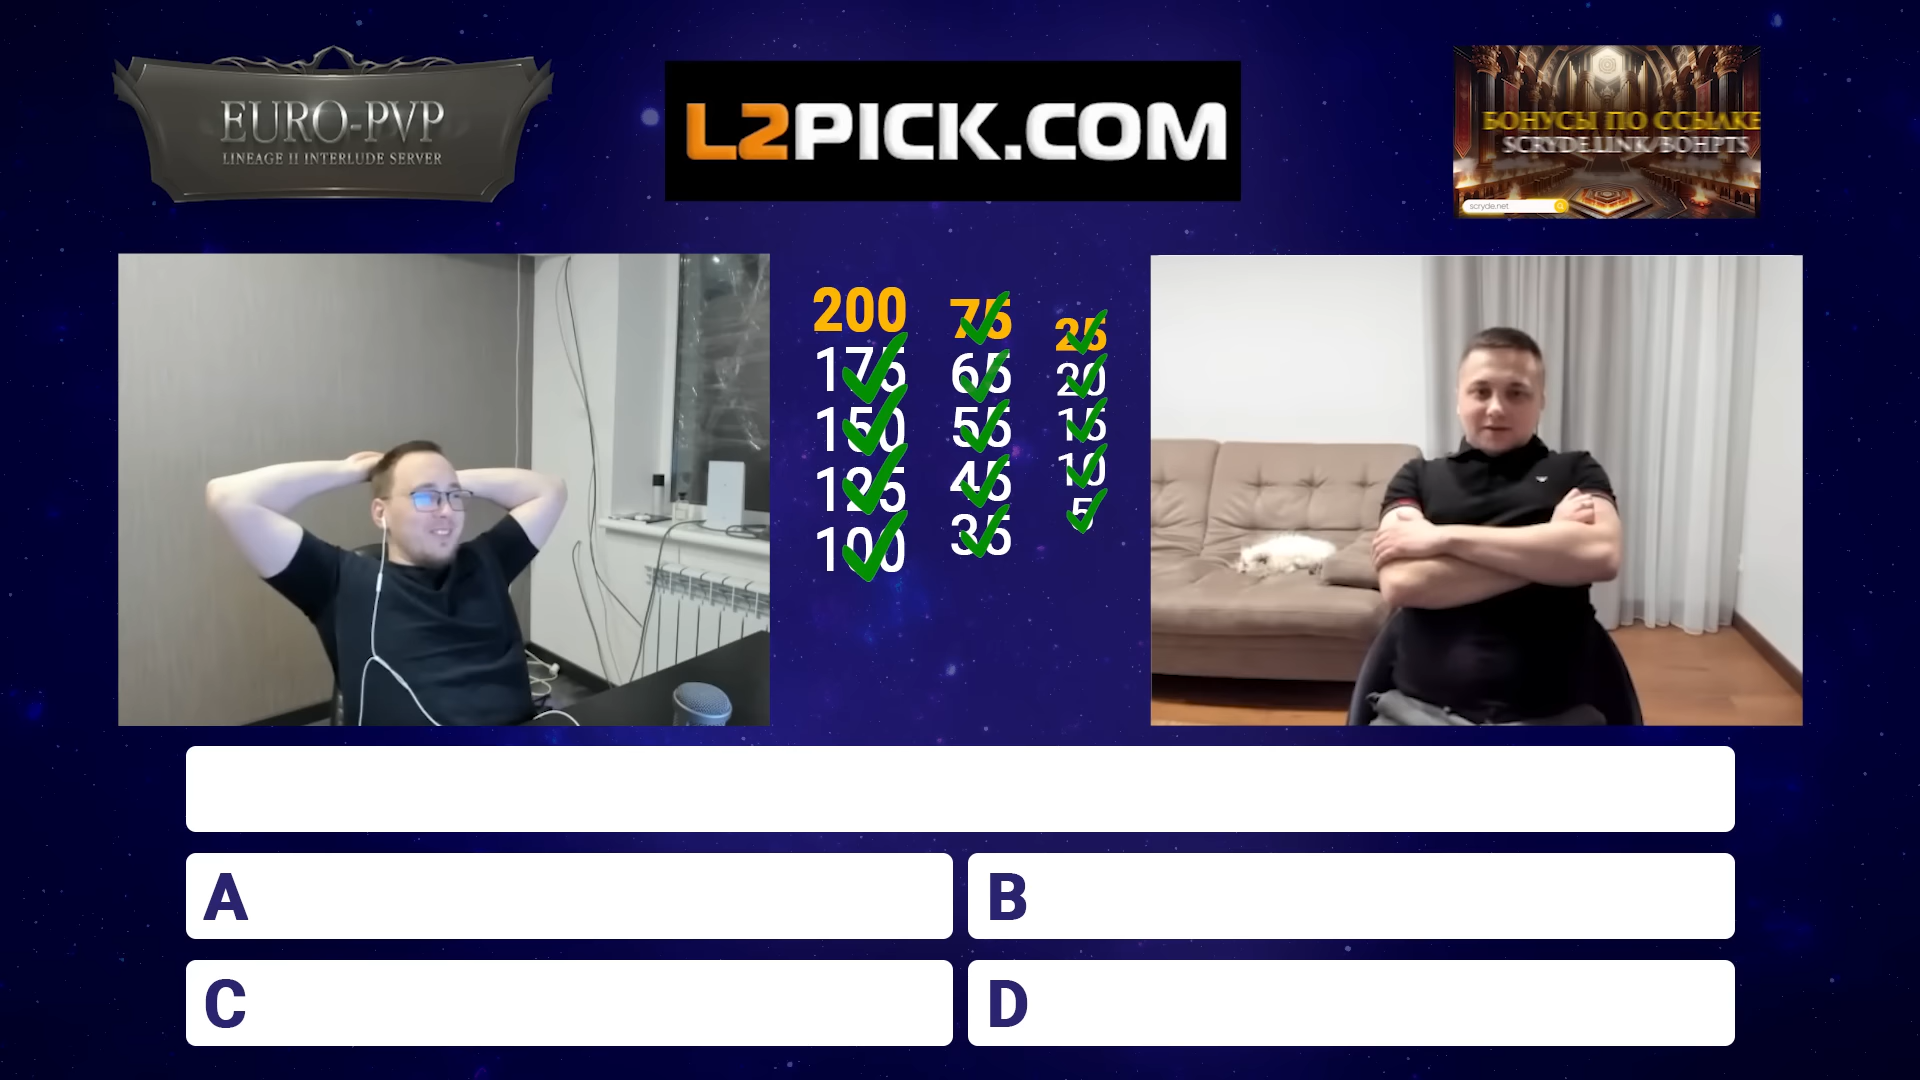 EURO-PVP
LINEAGE II INTERLUDE SERVER
L2PICK.COM
БОНУСЫ ПО ССЫЛКЕ
SCRYDE.LINK/BOHPTS
scryde.net
200
175
150
125
100
75
65
55
45
35
25
20
15
10
5
A
B
C
D